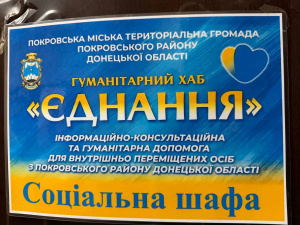 ПОКРОВСЬКА МІСЬКА ТЕРИТОРІАЛЬНА ГРОМАДА
ПОКРОВСЬКОГО РАЙОНУ
ДОНЕЦЬКОЇ ОБЛАСТІ
ГУМАНІТАРНИЙ ХАБ
«ЄДНАННЯ»
ІНФОРМАЦІЙНО-КОНСУЛЬТАЦІЙНА
ТА ГУМАНІТАРНА ДОПОМОГА
ДЛЯ ВНУТРІШНЬО ПЕРЕМІЩЕНИХ ОСІБ
З ПОКРОВСЬКОГО РАЙОНУ ДОНЕЦЬКОЇ ОБЛАСТІ
Соціальна шафа